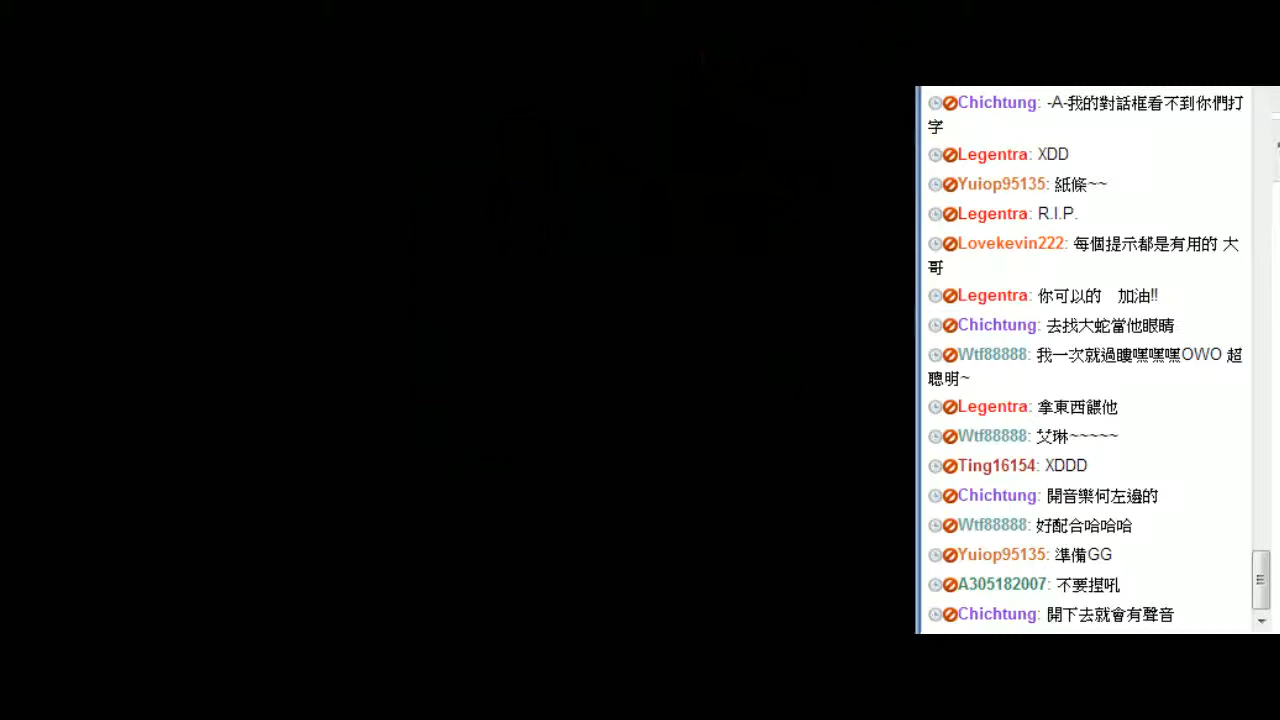 Chichtung: -A-我的對話框看不到你們打
字
Legentra: XDD
Yuiop95135: 紙條~~
Legentra: R.I.P.
Lovekevin222: 每個提示都是有用的 大
哥
Legentra: 你可以的　加油!!
Chichtung: 去找大蛇當他眼睛
Wtf88888: 我一次就過瞜嘿嘿嘿OWO 超
聰明~
Legentra: 拿東西餵他
Wtf88888: 艾琳~~~~~
Ting16154: XDDD
Chichtung: 開音樂何左邊的
Wtf88888: 好配合哈哈哈
Yuiop95135: 準備GG
A305182007: 不要捏吼
Chichtung: 開下去就會有聲音